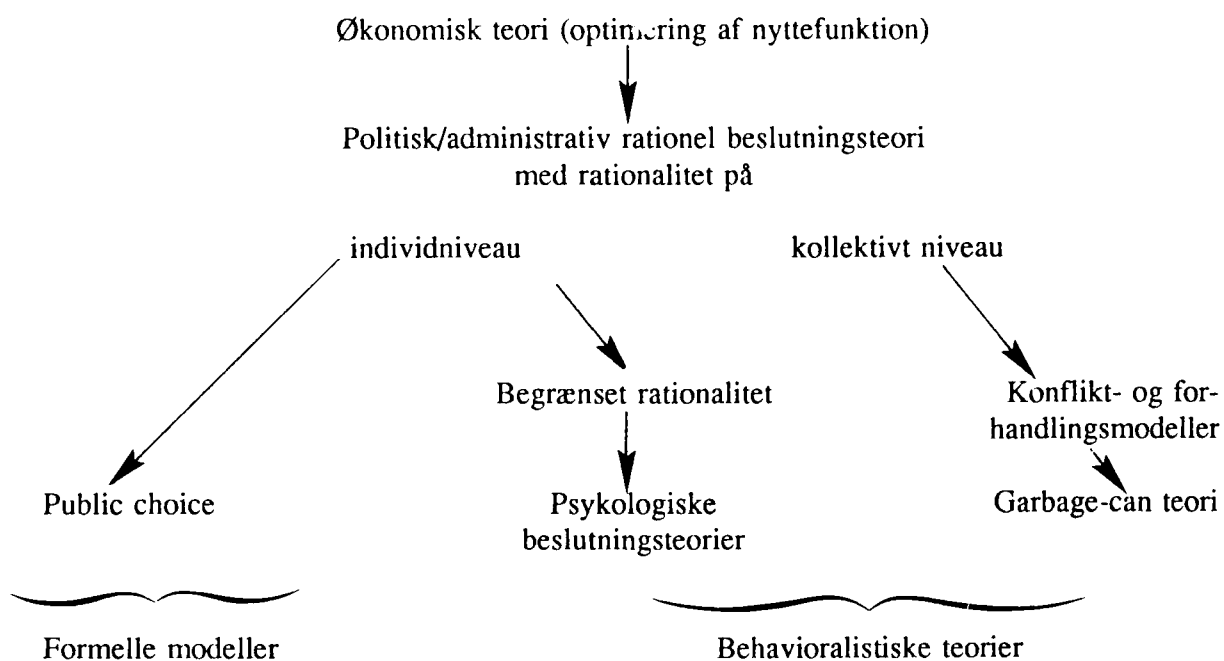 Økonomisk teori (optimering af nyttefunktion)
Politisk/administrativ rationel beslutningsteori
med rationalitet på
individniveau
kollektivt niveau
Begrænset rationalitet
Konflikt- og for-
handlingsmodeller
Public choice
Psykologiske
beslutningsteorier
Garbage-can teori
Formelle modeller
Behavioralistiske teorier